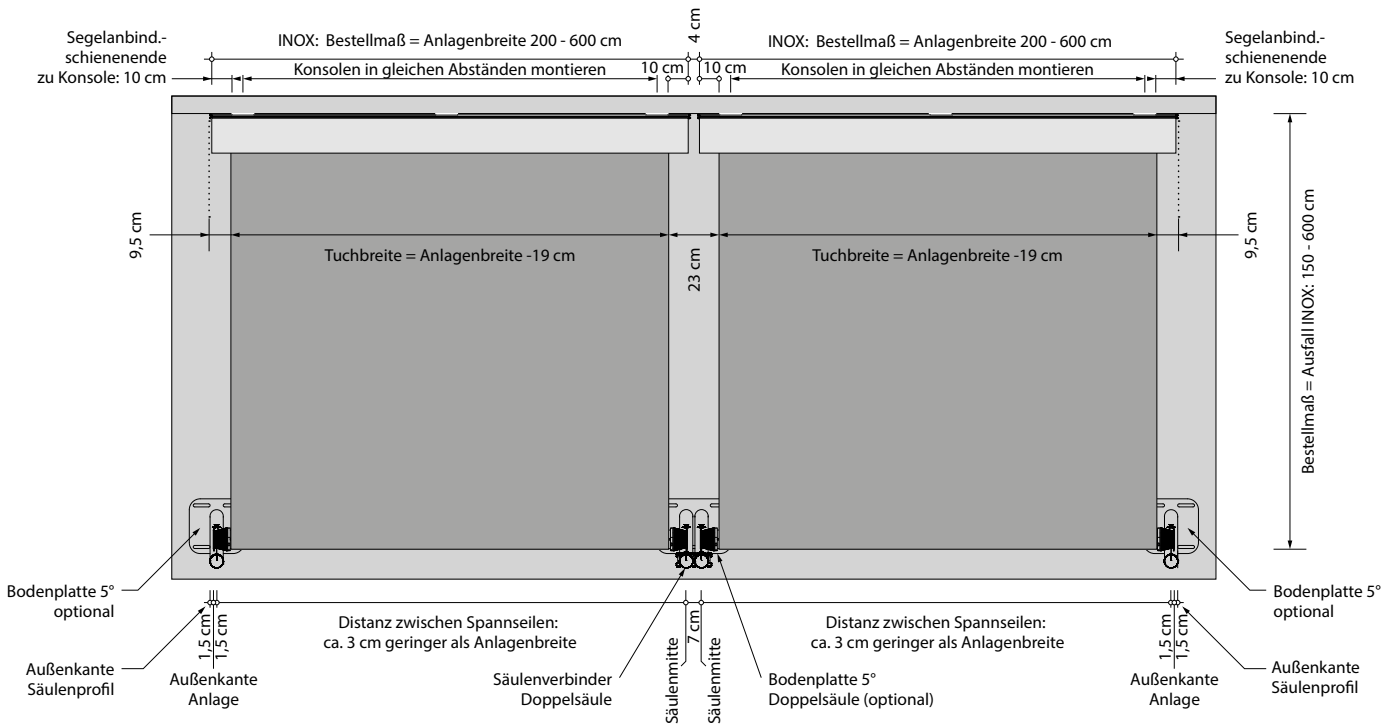 Segelanbind.-
schienenende
zu Konsole: 10 cm
INOX:  Bestellmaß = Anlagenbreite 200 - 600 cm
4 cm
INOX:  Bestellmaß = Anlagenbreite 200 - 600 cm
Segelanbind.-
schienenende
zu Konsole: 10 cm
Konsolen in gleichen Abständen montieren
10 cm
10 cm
Konsolen in gleichen Abständen montieren
9,5 cm
Tuchbreite = Anlagenbreite -19 cm
23 cm
Tuchbreite = Anlagenbreite -19 cm
9,5 cm
Bestellmaß = Ausfall INOX: 150 - 600 cm
Bodenplatte 5°
optional
Bodenplatte 5°
optional
1,5 cm
1,5 cm
Distanz zwischen Spannseilen:
ca. 3 cm geringer als Anlagenbreite
7 cm
Distanz zwischen Spannseilen:
ca. 3 cm geringer als Anlagenbreite
1,5 cm
1,5 cm
Außenkante
Säulenprofil
Außenkante
Anlage
Säulenverbinder
Doppelsäule
Säulenmitte
Säulenmitte
Bodenplatte 5°
Doppelsäule (optional)
Außenkante
Anlage
Außenkante
Säulenprofil